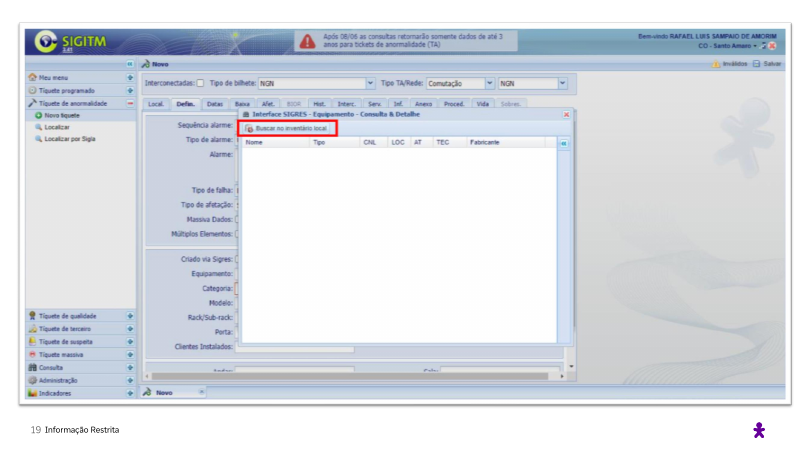 SIGITM
3.01
Após 08/06 as consultas retornarão somente dados de até 3
anos para tickets de anormalidade (TA)
Bem-vindo RAFAEL LUIS SAMPAIO DE AMORIM
CO - Santo Amaro
Novo
Inválidos Salvar
Meu menu
Tíquete programado
Tíquete de anormalidade
Novo tíquete
Localizar
Localizar por Sigla
Interconectadas: Tipo de bilhete: NGN Tipo TA/Rede: Comutação NGN
Local. Defin. Datas Baixa Afet. BDR Hist. Interc. Serv. Inf. Anexo Proced. Vida Sobres.
Interface SIGRES - Equipamento - Consulta & Detalhe
Buscar no inventário local
Nome Tipo CNL LOC AT TEC Fabricante
Sequência alarme:
Tipo de alarme:
Alarme:
Tipo de falha:
Tipo de afetação:
Massiva Dados:
Múltiplos Elementos:
Criado via Sigres:
Equipamento:
Categoria:
Modelo:
Rack/Sub-rack:
Porta:
Clientes Instalados:
Tíquete de qualidade
Tíquete de terceiro
Tíquete de suspeita
Tíquete massiva
Consulta
Administração
Indicadores
Novo
19 Informação Restrita